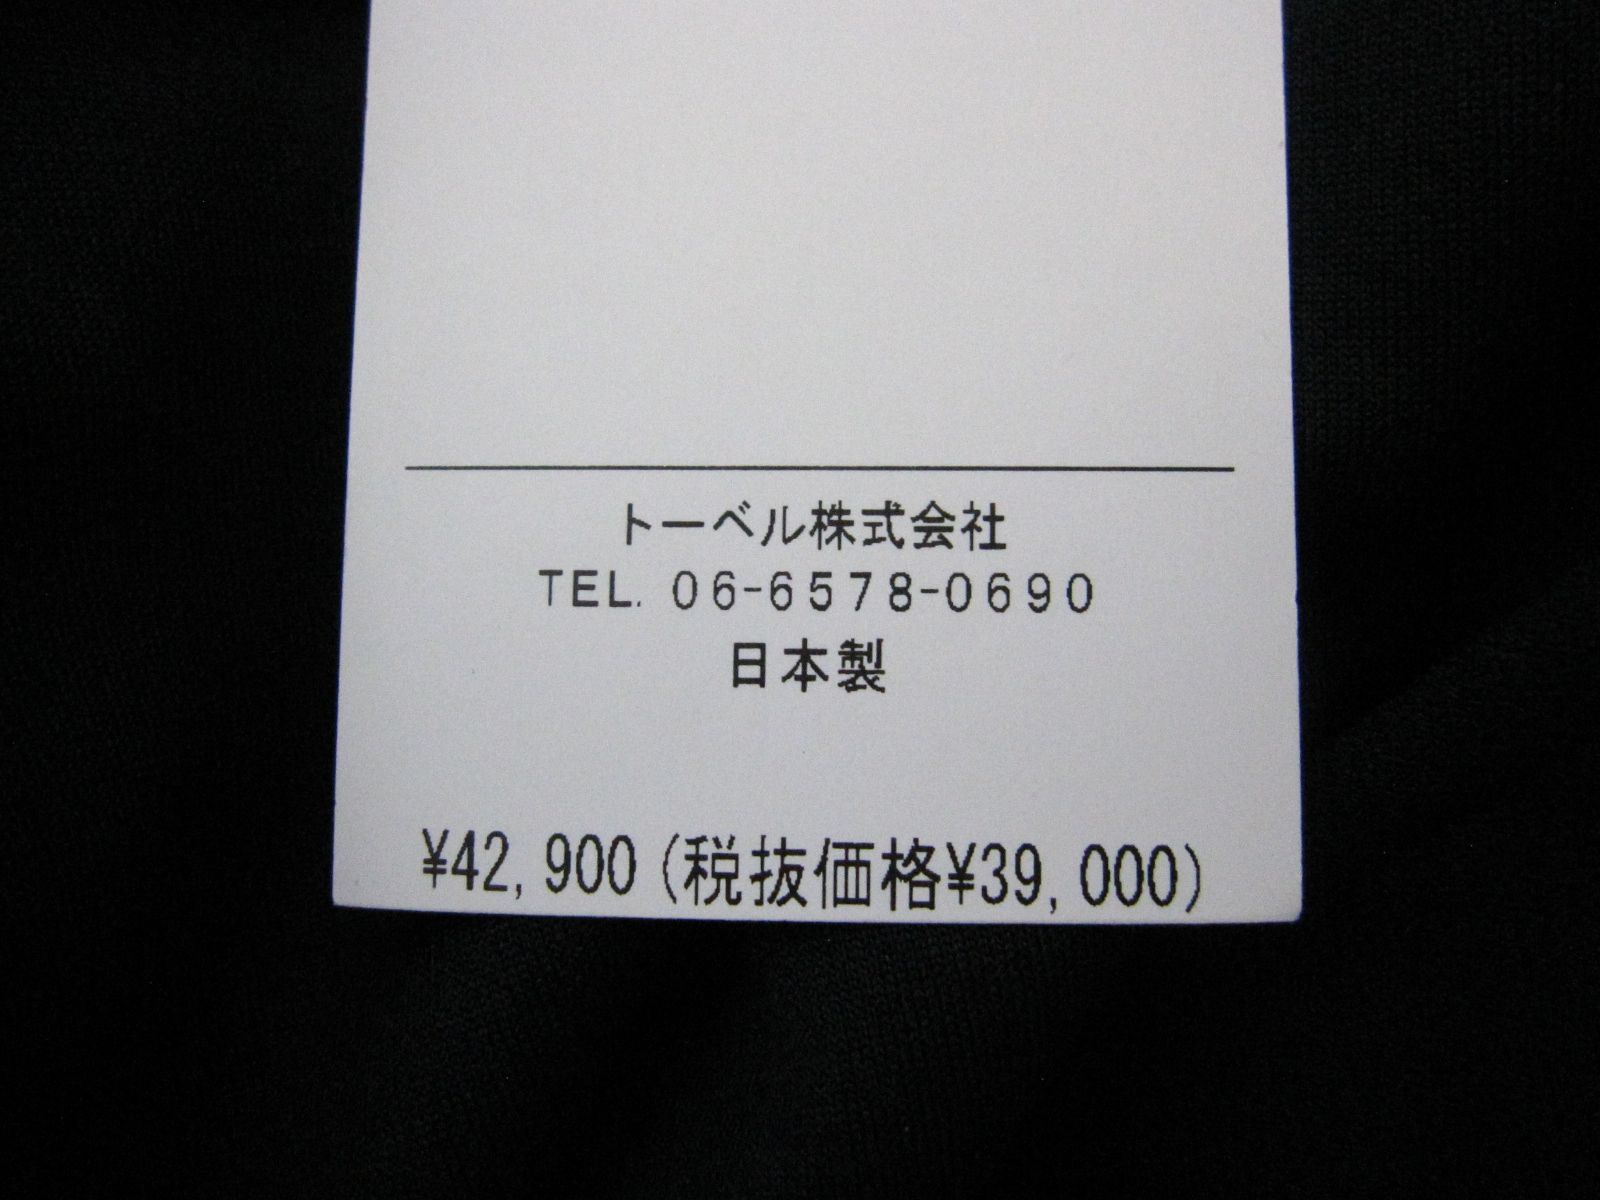 トーベル株式会社
TEL. 06-6578-0690
日本製
¥42,900(税抜価格¥39,000)